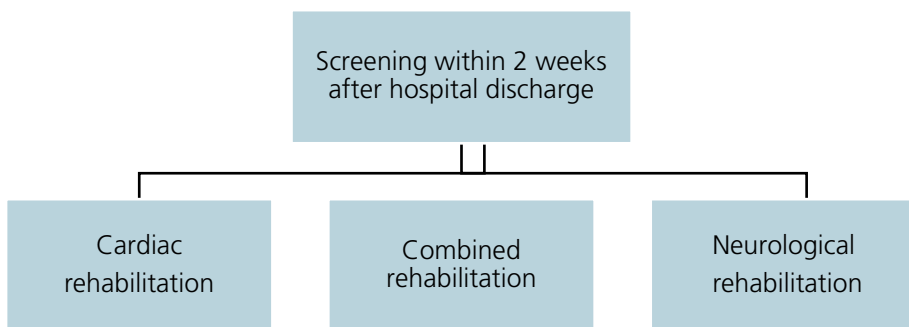 Screening within 2 weeks
after hospital discharge
Cardiac
rehabilitation
Combined
rehabilitation
Neurological
rehabilitation